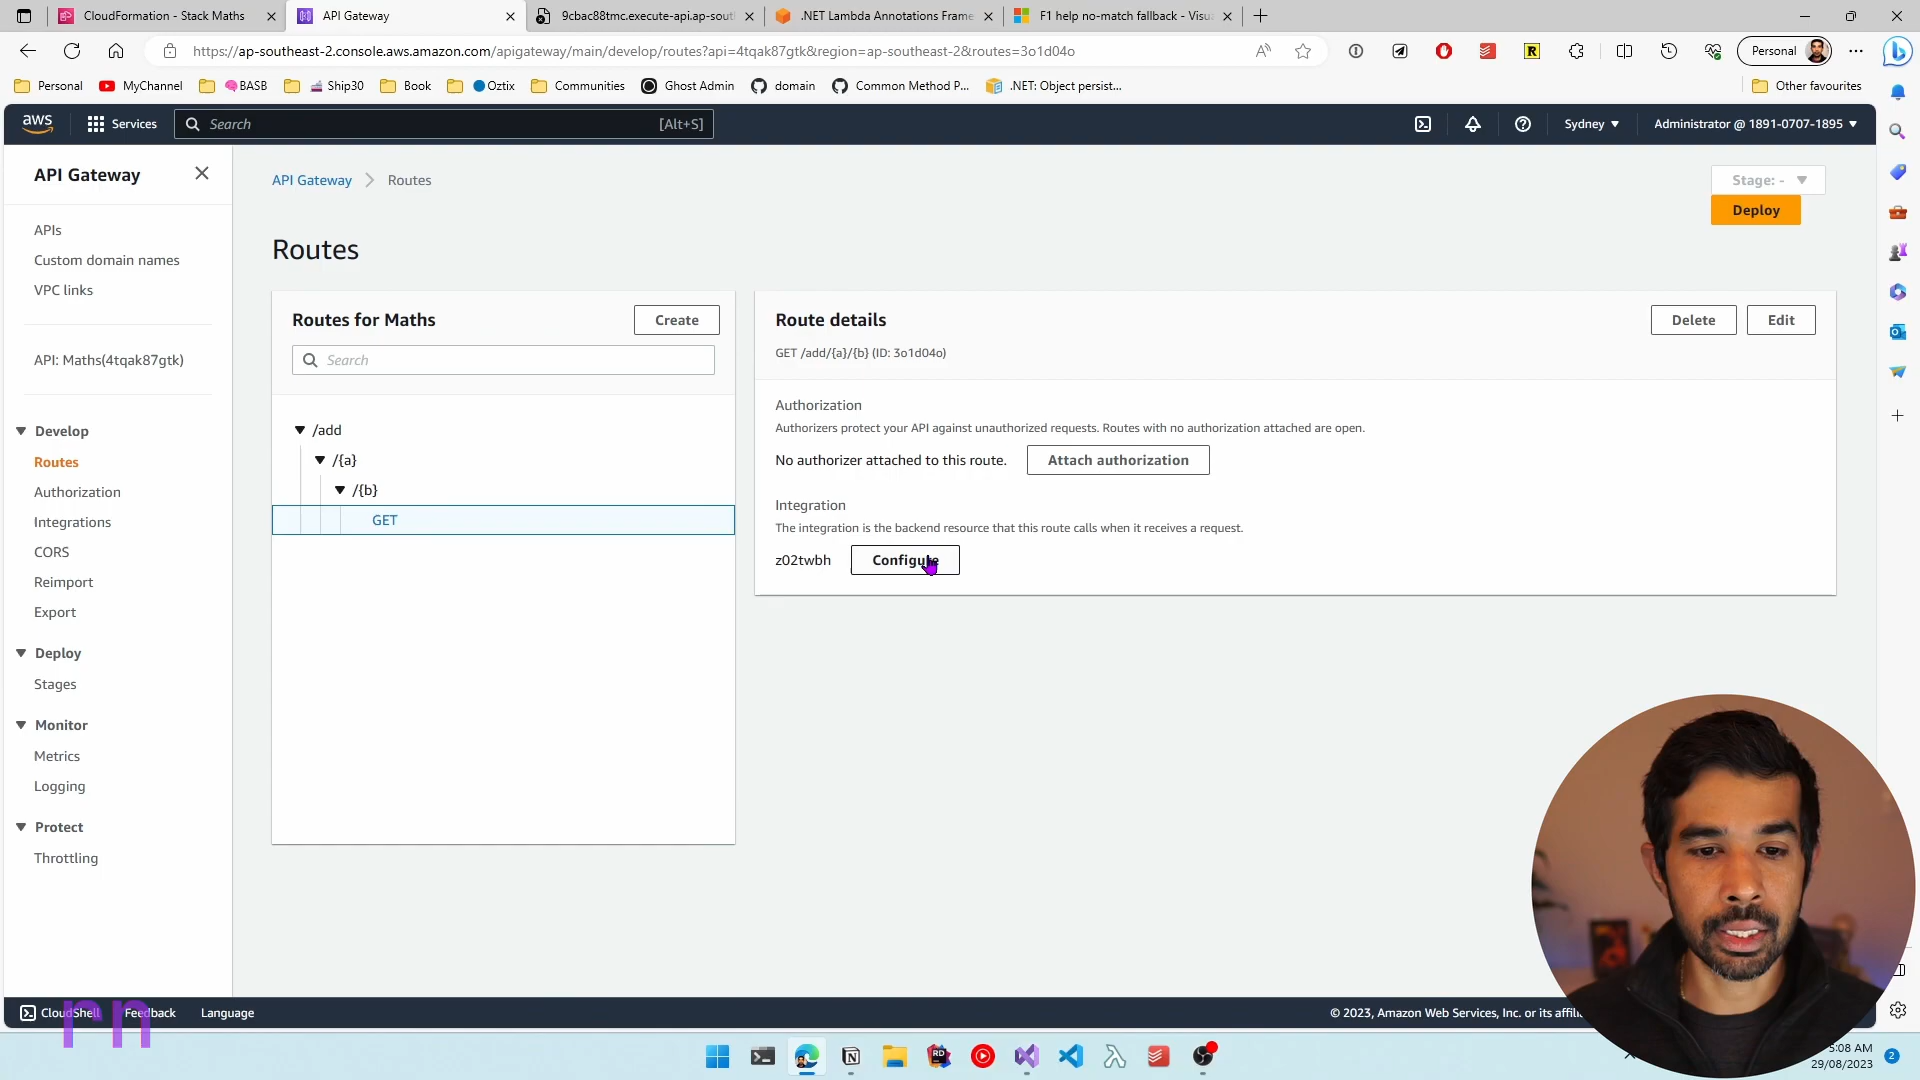 CloudFormation - Stack Maths
API Gateway
9cbac88tmc.execute-api.ap-sout
.NET Lambda Annotations Frame
F1 help no-match fallback - Visu
https://ap-southeast-2.console.aws.amazon.com/apigateway/main/develop/routes?api=4tqak87gtk&region=ap-southeast-2&routes=3o1d04o
Personal
Personal
MyChannel
BASB
Ship30
Book
Oztix
Communities
Ghost Admin
domain
Common Method P...
.NET: Object persist...
Other favourites
aws
Services
Search
[Alt+S]
Sydney
Administrator @ 1891-0707-1895
API Gateway
APIs
Custom domain names
VPC links
API: Maths(4tqak87gtk)
Develop
Routes
Authorization
Integrations
CORS
Reimport
Export
Deploy
Stages
Monitor
Metrics
Logging
Protect
Throttling
API Gateway
Routes
Stage: -
Deploy
Routes
Routes for Maths
Create
Search
/add
/{a}
/{b}
GET
Route details
Delete
Edit
GET /add/{a}/{b} (ID: 3o1d04o)
Authorization
Authorizers protect your API against unauthorized requests. Routes with no authorization attached are open.
No authorizer attached to this route.
Attach authorization
Integration
The integration is the backend resource that this route calls when it receives a request.
z02twbh
Configure
CloudShell
Feedback
Language
© 2023, Amazon Web Services, Inc. or its
rn
RD
5:08 AM
29/08/2023
2